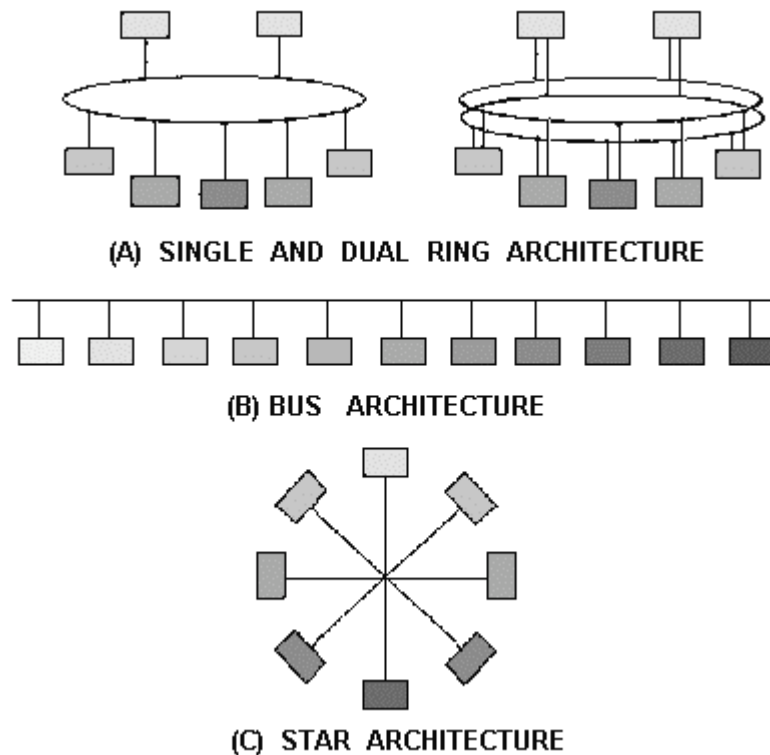 (A) SINGLE AND DUAL RING ARCHITECTURE
(B) BUS ARCHITECTURE
(C) STAR ARCHITECTURE